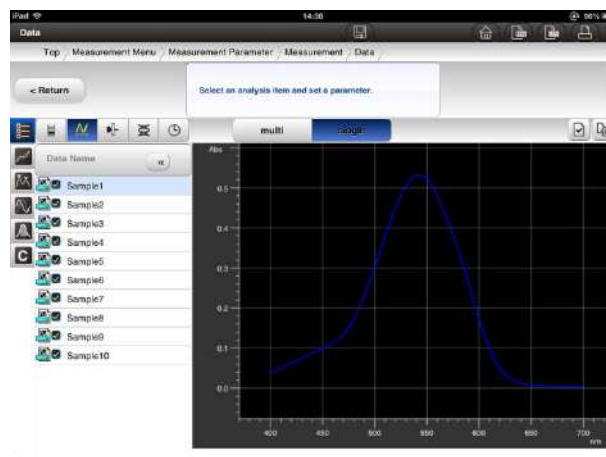 iPad 14:36 98%
Data
Top Measurement Menu Measurement Parameter Measurement Data
< Return
Select an analysis item and set a parameter.
multi single
Data Name «
Sample1
Sample2
Sample3
Sample4
Sample5
Sample6
Sample7
Sample8
Sample9
Sample10
C
Abs
0.5
0.4
0.3
0.2
0.1
0.0
400 450 500 550 600 650 700
nm